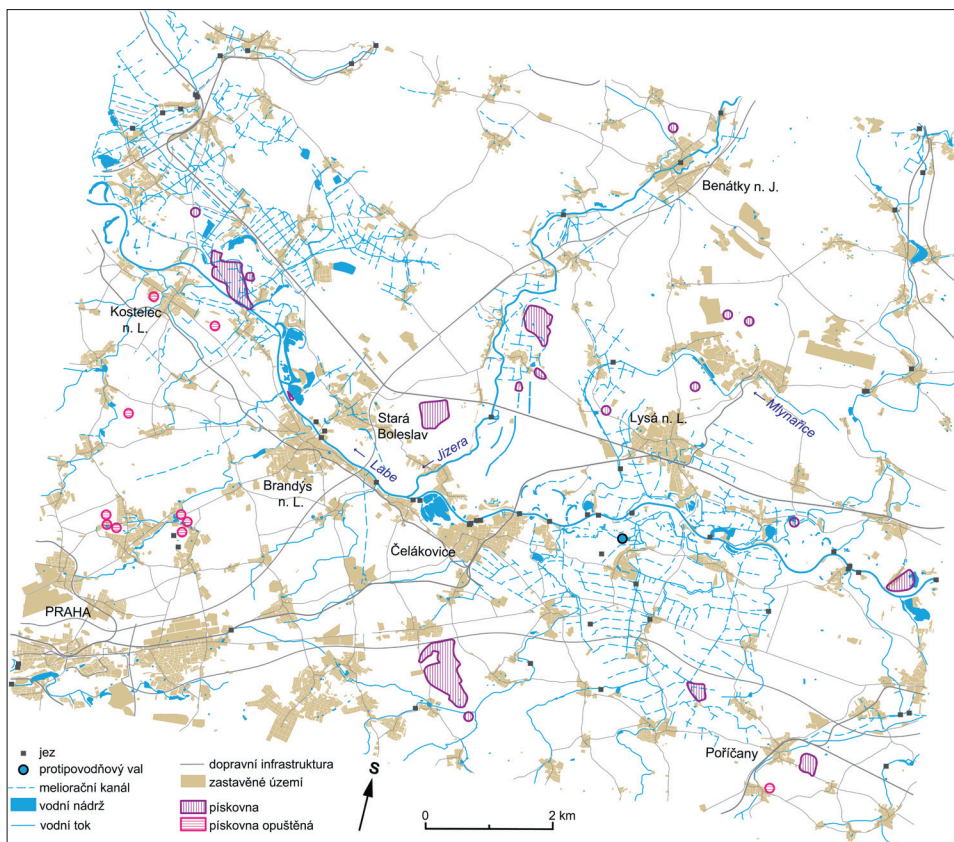 Benátky n. J.
Kostelec
n. L.
Mlynařice
Stará
Boleslav
Lysá n. L.
Jizera
Labe
Brandýs
n. L.
Čelákovice
PRAHA
Poříčany
jez
protipovodňový val
meliorační kanál
vodní nádrž
vodní tok
dopravní infrastruktura
zastavěné území
pískovna
pískovna opuštěná
S
0 2 km